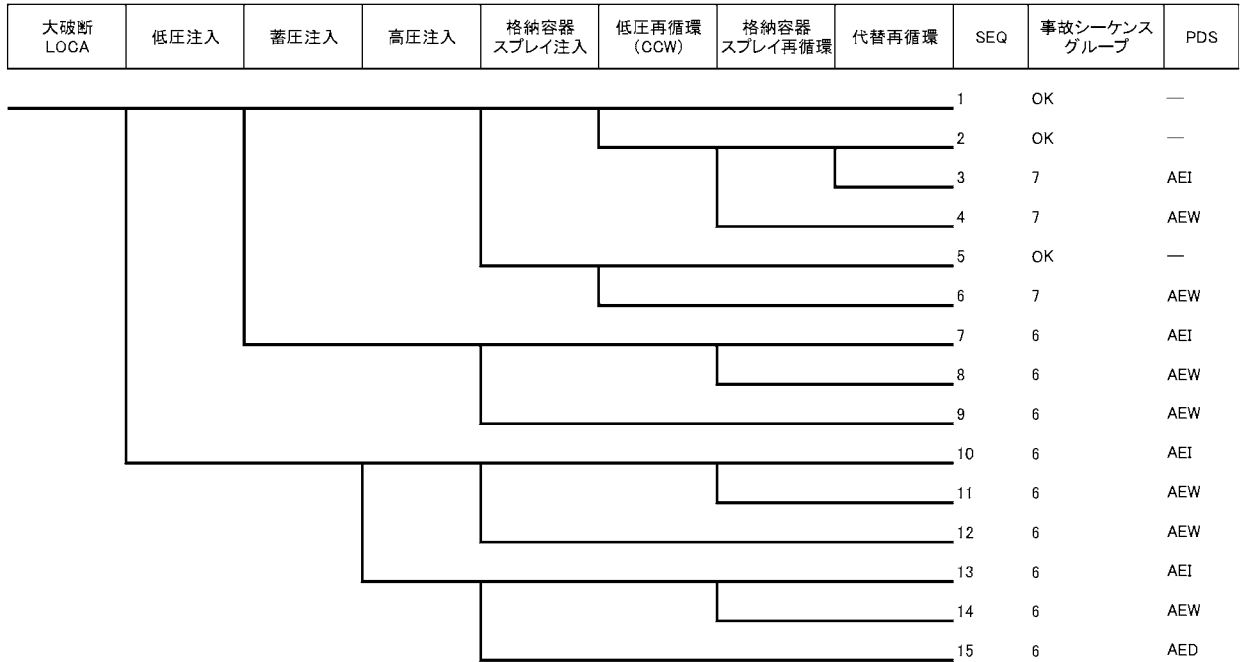 大破断
LOCA
低圧注入
蓄圧注入
高圧注入
格納容器
スプレイ注入
低圧再循環
(CCW)
格納容器
スプレイ再循環
代替再循環
SEQ
事故シーケンス
グループ
PDS
1 OK —
2 OK —
3 7 AEI
4 7 AEW
5 OK —
6 7 AEW
7 6 AEI
8 6 AEW
9 6 AEW
10 6 AEI
11 6 AEW
12 6 AEW
13 6 AEI
14 6 AEW
15 6 AED